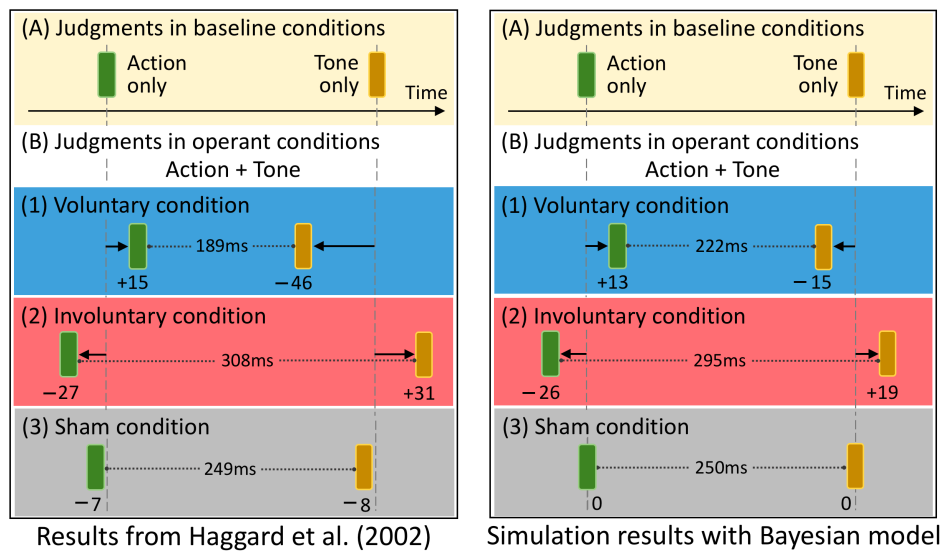 (A) Judgments in baseline conditions
Action only
Tone only
Time
(B) Judgments in operant conditions
Action + Tone
(1) Voluntary condition
189ms
+15
−46
(2) Involuntary condition
308ms
−27
+31
(3) Sham condition
249ms
−7
−8
Results from Haggard et al. (2002)
(A) Judgments in baseline conditions
Action only
Tone only
Time
(B) Judgments in operant conditions
Action + Tone
(1) Voluntary condition
222ms
+13
−15
(2) Involuntary condition
295ms
−26
+19
(3) Sham condition
250ms
0
0
Simulation results with Bayesian model